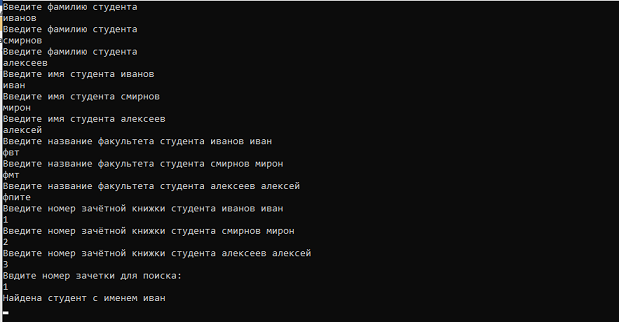 Введите фамилию студента
иванов
Введите фамилию студента
смирнов
Введите фамилию студента
алексеев
Введите имя студента иванов
иван
Введите имя студента смирнов
мирон
Введите имя студента алексеев
алексей
Введите название факультета студента иванов иван
фвт
Введите название факультета студента смирнов мирон
фмт
Введите название факультета студента алексеев алексей
фпите
Введите номер зачётной книжки студента иванов иван
1
Введите номер зачётной книжки студента смирнов мирон
2
Введите номер зачётной книжки студента алексеев алексей
3
Ввдите номер зачетки для поиска:
1
Найдена студент с именем иван